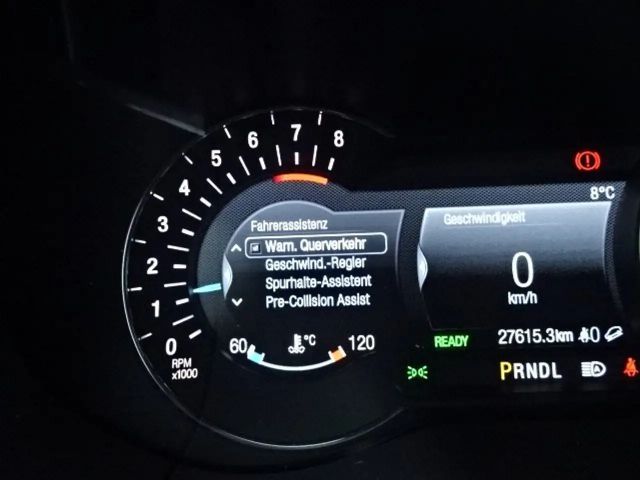 0
1
2
3
4
5
6
7
8
RPM
x1000
Fahrerassistenz
Warn. Querverkehr
Geschwind.-Regler
Spurhalte-Assistent
Pre-Collision Assist
60 °C 120
8°C
Geschwindigkeit
0
km/h
READY 27615.3km 0
PRNDL A